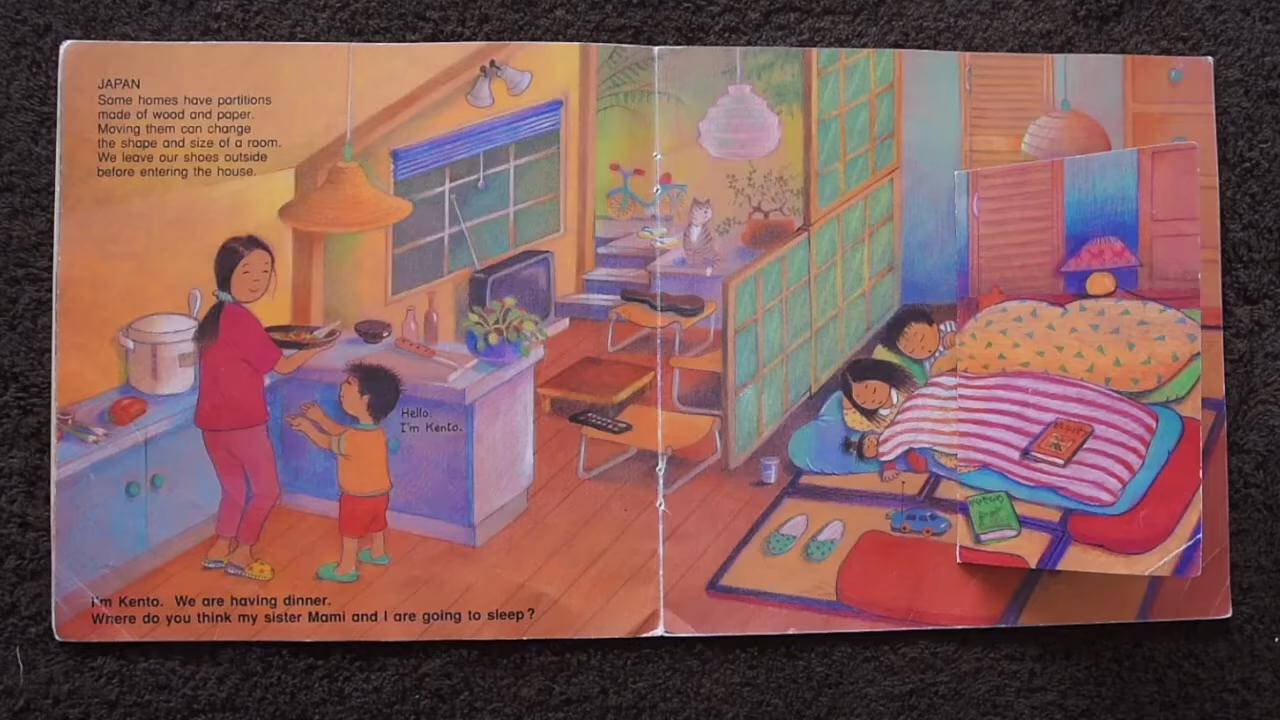 JAPAN
Some homes have partitions
made of wood and paper.
Moving them can change
the shape and size of a room.
We leave our shoes outside
before entering the house.
Hello.
I'm Kento.
I'm Kento. We are having dinner.
Where do you think my sister Mami and I are going to sleep?